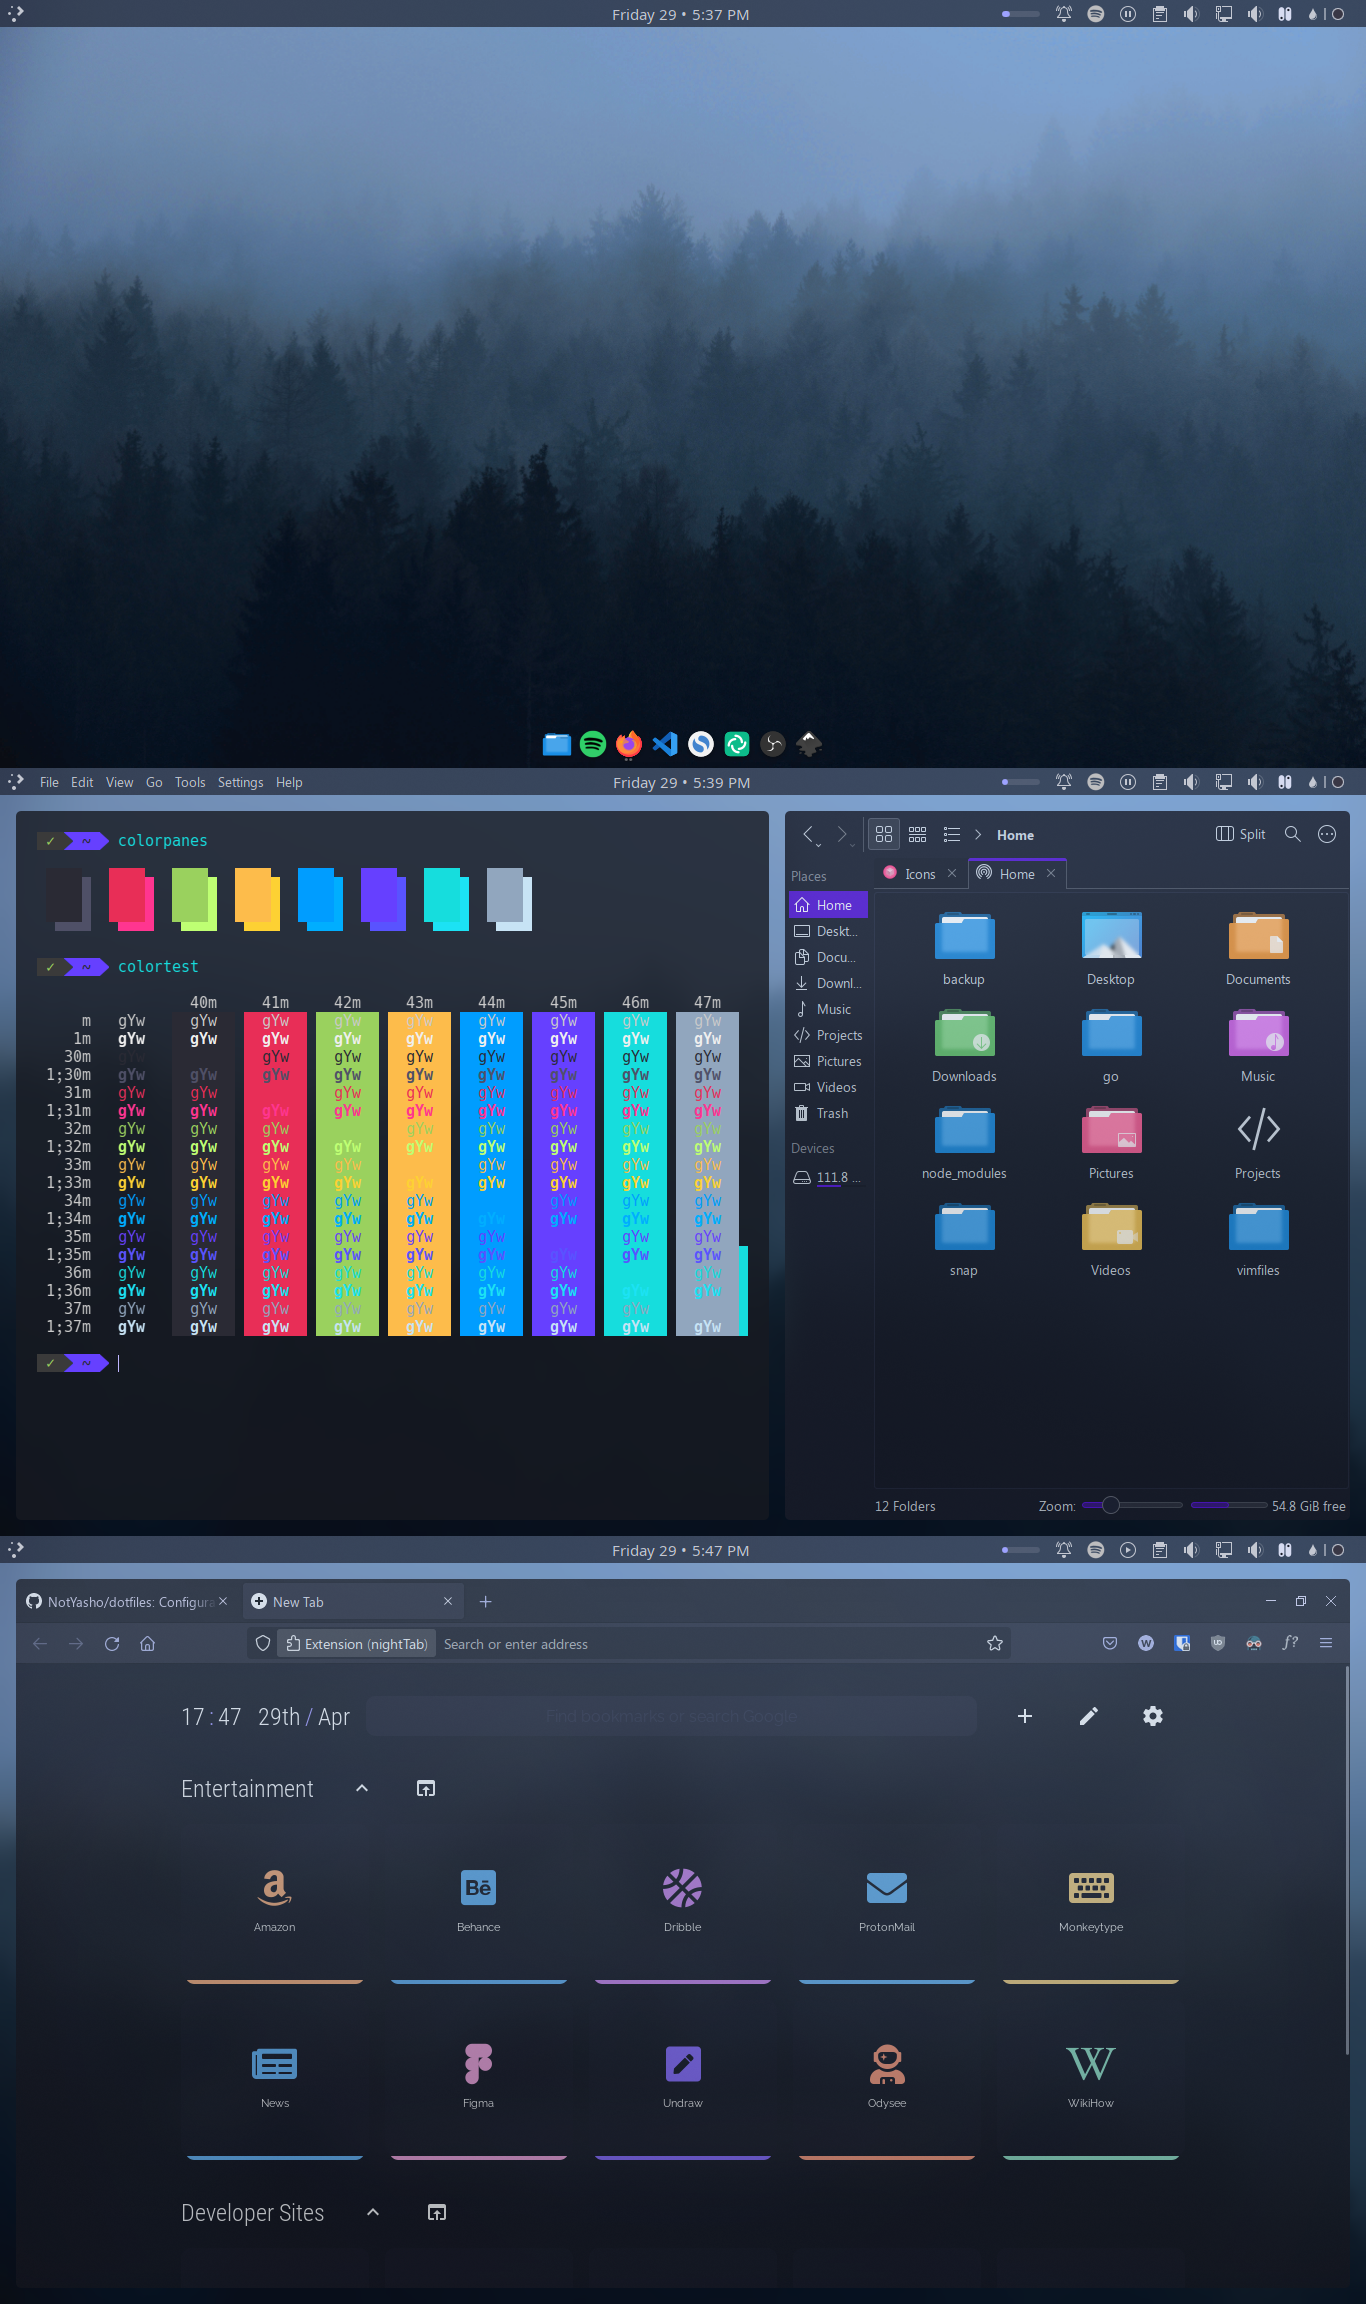 Friday 29 • 5:37 PM
File Edit View Go Tools Settings Help
Friday 29 • 5:39 PM
✓ ~ colorpanes
✓ ~ colortest
40m 41m 42m 43m 44m 45m 46m 47m
m gYw gYw gYw gYw gYw gYw gYw gYw gYw
1m gYw gYw gYw gYw gYw gYw gYw gYw gYw
30m gYw gYw gYw gYw gYw gYw gYw gYw
1;30m gYw gYw gYw gYw gYw gYw gYw gYw gYw
31m gYw gYw gYw gYw gYw gYw gYw gYw
1;31m gYw gYw gYw gYw gYw gYw gYw gYw gYw
32m gYw gYw gYw gYw gYw gYw gYw gYw
1;32m gYw gYw gYw gYw gYw gYw gYw gYw gYw
33m gYw gYw gYw gYw gYw gYw gYw gYw
1;33m gYw gYw gYw gYw gYw gYw gYw gYw gYw
34m gYw gYw gYw gYw gYw gYw gYw gYw
1;34m gYw gYw gYw gYw gYw gYw gYw gYw gYw
35m gYw gYw gYw gYw gYw gYw gYw gYw
1;35m gYw gYw gYw gYw gYw gYw gYw gYw gYw
36m gYw gYw gYw gYw gYw gYw gYw gYw
1;36m gYw gYw gYw gYw gYw gYw gYw gYw gYw
37m gYw gYw gYw gYw gYw gYw gYw gYw
1;37m gYw gYw gYw gYw gYw gYw gYw gYw gYw
✓ ~
Home
Split
Places
Home
Deskt...
Docu...
Downl...
Music
Projects
Pictures
Videos
Trash
Devices
111.8 ...
Icons Home
backup Desktop Documents
Downloads go Music
node_modules Pictures Projects
snap Videos vimfiles
12 Folders Zoom: 54.8 GiB free
Friday 29 • 5:47 PM
NotYasho/dotfiles: Configura New Tab
Extension (nightTab) Search or enter address
17 : 47 29th / Apr Find bookmarks or search Google
Entertainment
Amazon Behance Dribble ProtonMail Monkeytype
News Figma Undraw Odysee WikiHow
Developer Sites